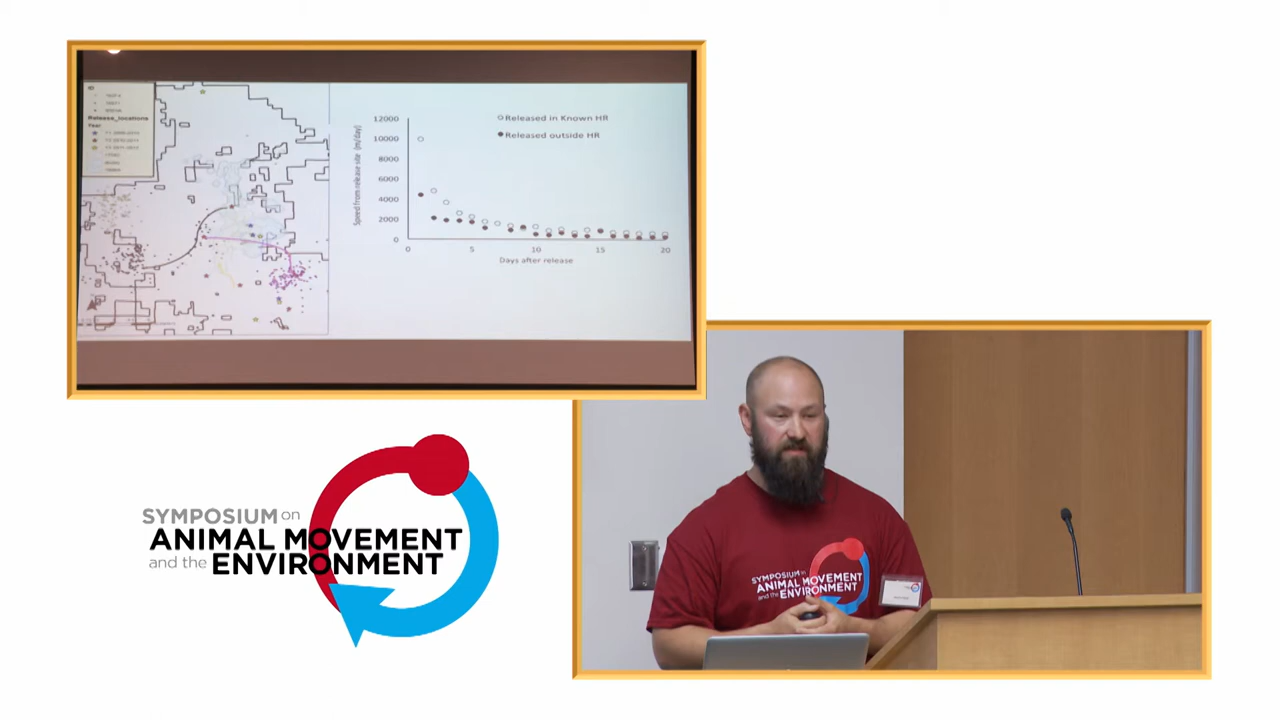 Release_locations
Year
12000
10000
8000
6000
4000
2000
0
Speed from release site (m/day)
Released in Known HR
Released outside HR
0
5
10
15
20
Days after release
SYMPOSIUM on
ANIMAL MOVEMENT
and the ENVIRONMENT
SYMPOSIUM on
ANIMAL MOVEMENT
and the ENVIRONMENT